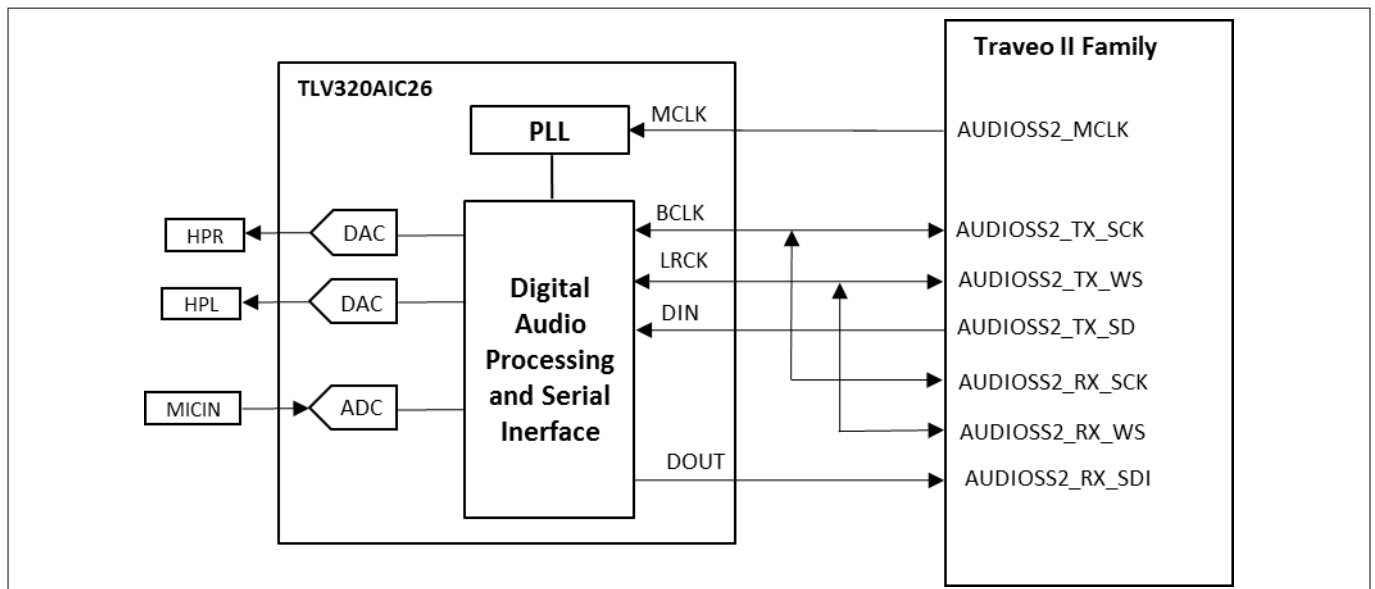 Traveo II Family
TLV320AIC26
MCLK
PLL
AUDIOSS2_MCLK
BCLK
HPR
DAC
AUDIOSS2_TX_SCK
LRCK
Digital
Audio
Processing
and Serial
Inerface
AUDIOSS2_TX_WS
HPL
DAC
DIN
AUDIOSS2_TX_SD
AUDIOSS2_RX_SCK
MICIN
ADC
AUDIOSS2_RX_WS
DOUT
AUDIOSS2_RX_SDI